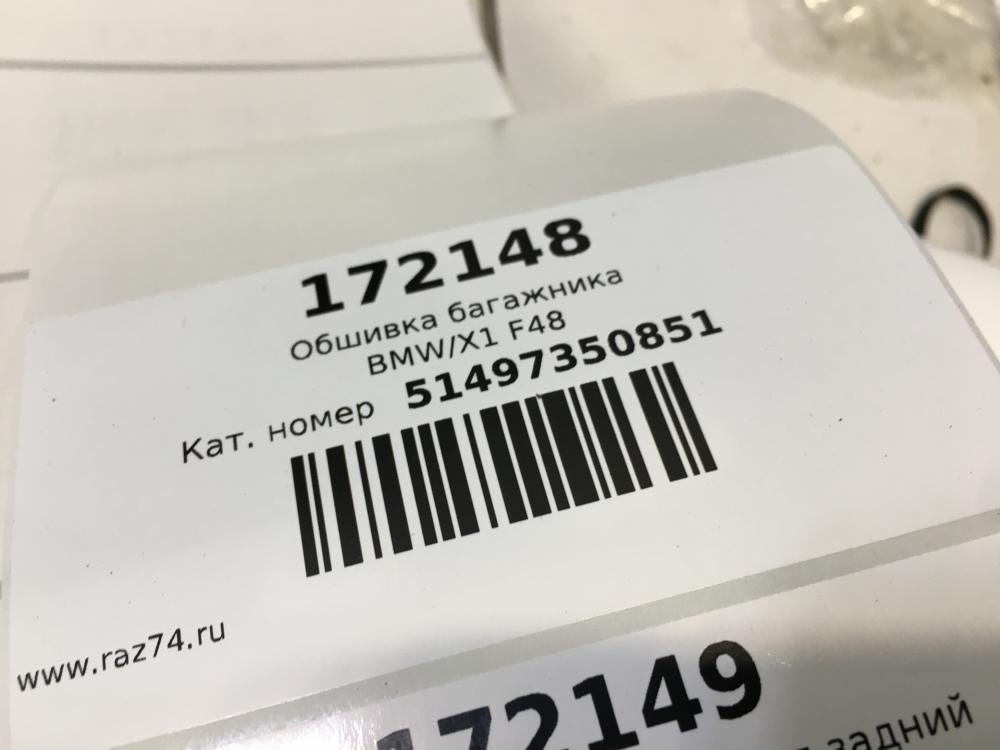 172148
Обшивка багажника
BMW/X1 F48
Кат. номер 51497350851
www.raz74.ru
172149
задний